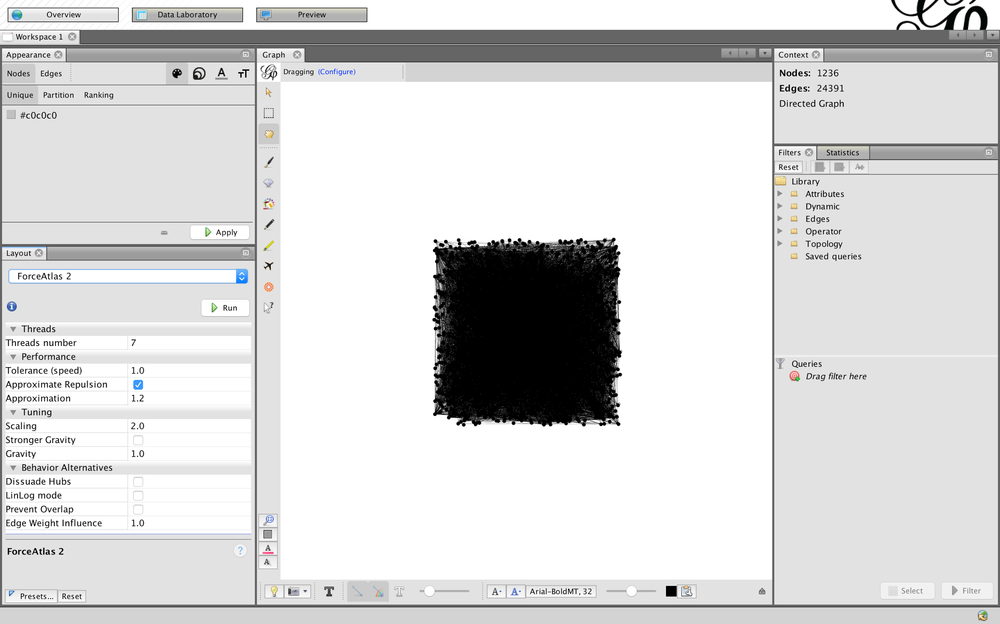 Overview
Data Laboratory
Preview
Workspace 1
Appearance
Nodes
Edges
A
TT
Unique
Partition
Ranking
#c0c0c0
Apply
Layout
ForceAtlas 2
Run
Threads
Threads number 7
Performance
Tolerance (speed) 1.0
Approximate Repulsion
Approximation 1.2
Tuning
Scaling 2.0
Stronger Gravity
Gravity 1.0
Behavior Alternatives
Dissuade Hubs
LinLog mode
Prevent Overlap
Edge Weight Influence 1.0
ForceAtlas 2
?
Presets...
Reset
Graph
Dragging (Configure)
?
A
A
T
T
A
A
Arial-BoldMT, 32
Context
Nodes: 1236
Edges: 24391
Directed Graph
Filters
Statistics
Reset
A
Library
Attributes
Dynamic
Edges
Operator
Topology
Saved queries
Queries
Drag filter here
Select
Filter